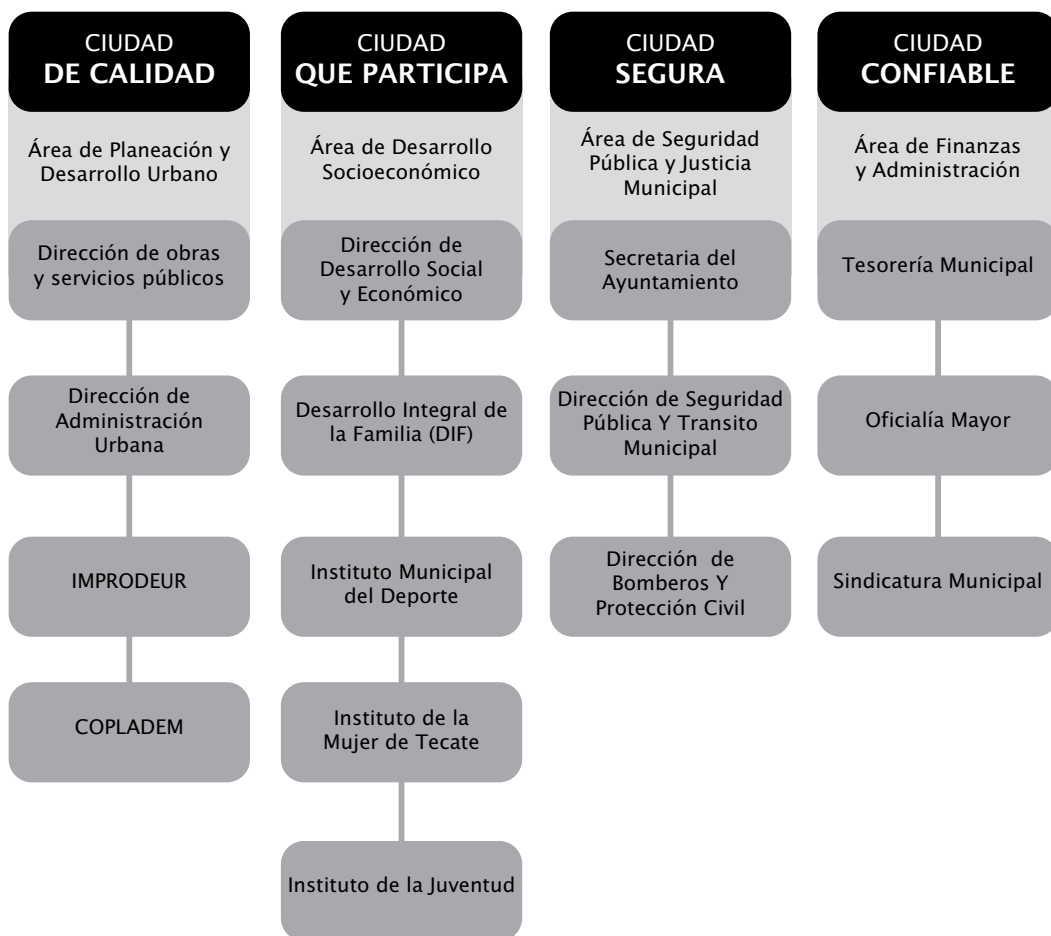 CIUDAD
DE CALIDAD
Área de Planeación y
Desarrollo Urbano
Dirección de obras
y servicios públicos
Dirección de
Administración
Urbana
IMPRODEUR
COPLADEM
CIUDAD
QUE PARTICIPA
Área de Desarrollo
Socioeconómico
Dirección de
Desarrollo Social
y Económico
Desarrollo Integral de
la Familia (DIF)
Instituto Municipal
del Deporte
Instituto de la
Mujer de Tecate
Instituto de la Juventud
CIUDAD
SEGURA
Área de Seguridad
Pública y Justicia
Municipal
Secretaria del
Ayuntamiento
Dirección de Seguridad
Pública Y Transito
Municipal
Dirección de
Bomberos Y
Protección Civil
CIUDAD
CONFIABLE
Área de Finanzas
y Administración
Tesorería Municipal
Oficialía Mayor
Sindicatura Municipal